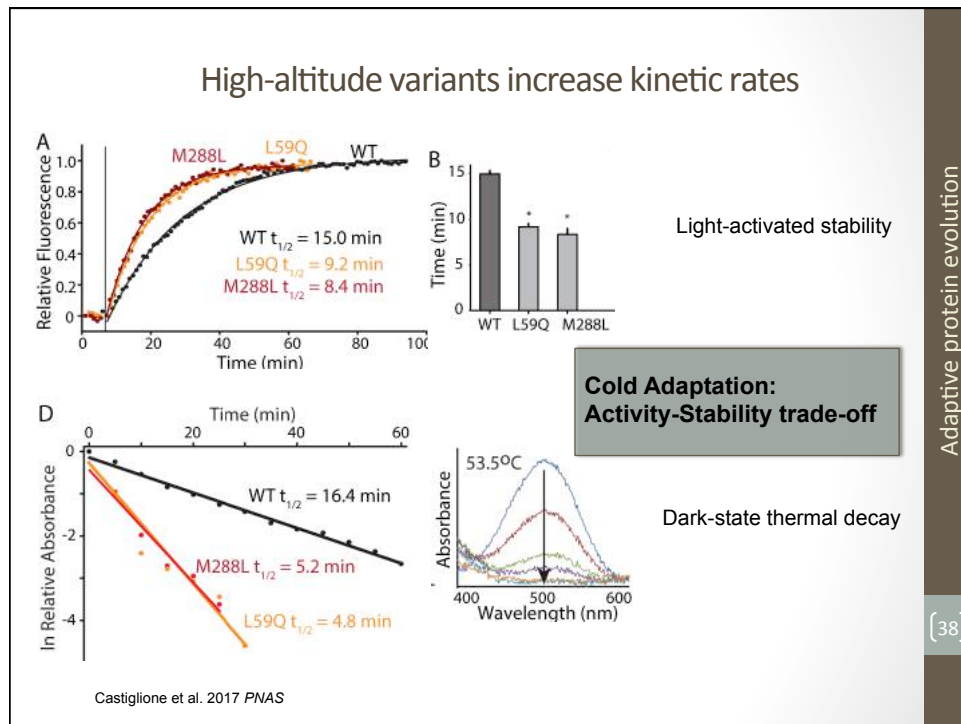 High-altitude variants increase kinetic rates
A
M288L
L59Q
WT
Relative Fluorescence
1.0
0.8
0.6
0.4
0.2
0
WT t1/2 = 15.0 min
L59Q t1/2 = 9.2 min
M288L t1/2 = 8.4 min
0 20 40 60 80 100
Time (min)
B
Time (min)
15
10
5
0
* *
WT L59Q M288L
Light-activated stability
Cold Adaptation:
Activity-Stability trade-off
D
Time (min)
0 20 40 60
ln Relative Absorbance
0
-2
-4
WT t1/2 = 16.4 min
M288L t1/2 = 5.2 min
L59Q t1/2 = 4.8 min
53.5ºC
Absorbance
400 500 600
Wavelength (nm)
Dark-state thermal decay
Castiglione et al. 2017 PNAS
Adaptive protein evolution
38